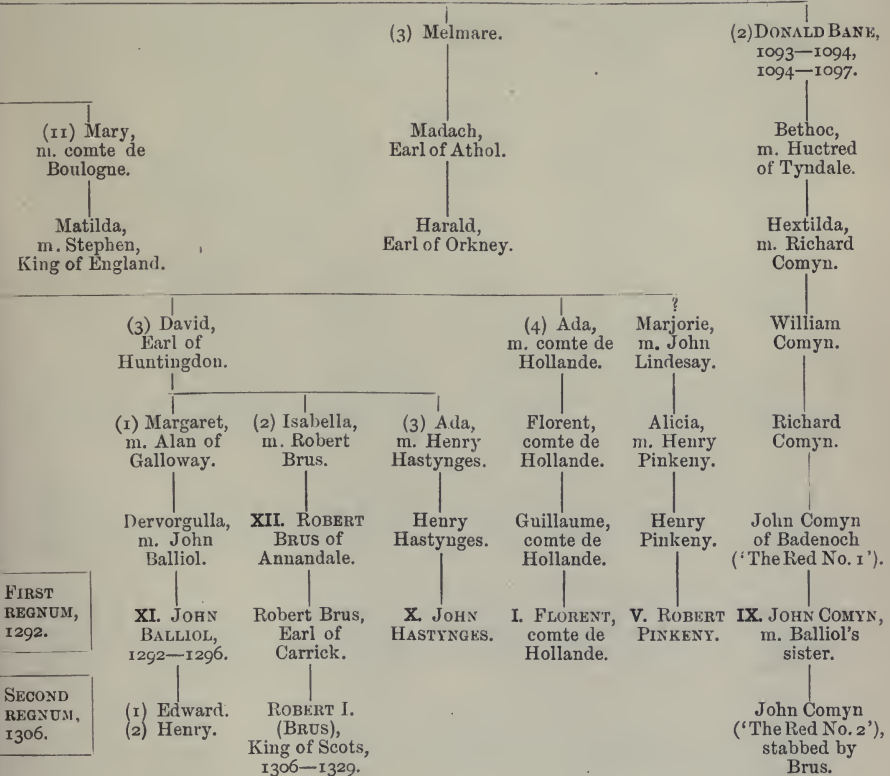 (3) Melmare.
(2) DONALD BANE,
1093—1094,
1094—1097.
(11) Mary,
m. comte de
Boulogne.
Madach,
Earl of Athol.
Bethoc,
m. Huctred
of Tyndale.
Matilda,
m. Stephen,
King of England.
Harald,
Earl of Orkney.
Hextilda,
m. Richard
Comyn.
(3) David,
Earl of
Huntingdon.
(4) Ada,
m. comte de
Hollande.
?
Marjorie,
m. John
Lindesay.
William
Comyn.
(1) Margaret,
m. Alan of
Galloway.
(2) Isabella,
m. Robert
Brus.
(3) Ada,
m. Henry
Hastynges.
Florent,
comte de
Hollande.
Alicia,
m. Henry
Pinkeny.
Richard
Comyn.
Dervorgulla,
m. John
Balliol.
XII. ROBERT
BRUS of
Annandale.
Henry
Hastynges.
Guillaume,
comte de
Hollande.
Henry
Pinkeny.
John Comyn
of Badenoch
('The Red No. 1').
FIRST
REGNUM,
1292.
XI. JOHN
BALLIOL,
1292—1296.
Robert Brus,
Earl of
Carrick.
X. JOHN
HASTYNGES.
I. FLORENT,
comte de
Hollande.
V. ROBERT
PINKENY.
IX. JOHN COMYN,
m. Balliol's
sister.
SECOND
REGNUM,
1306.
(1) Edward.
(2) Henry.
ROBERT I.
(BRUS),
King of Scots,
1306—1329.
John Comyn
('The Red No. 2'),
stabbed by
Brus.